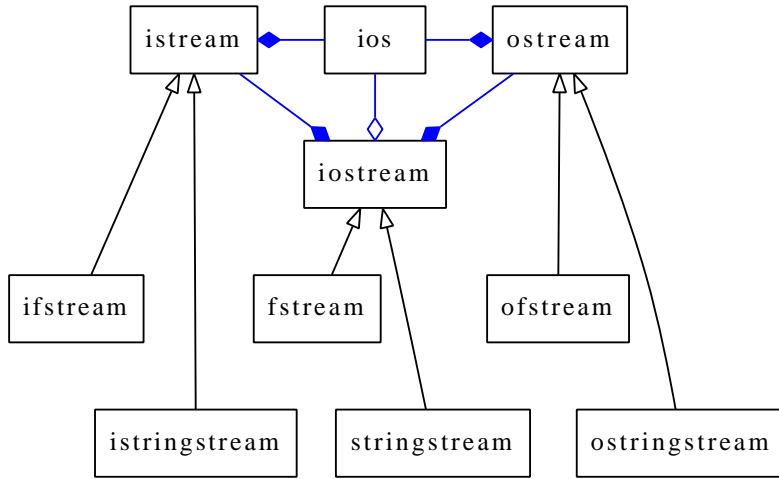 istream
ios
ostream
iostream
ifstream
fstream
ofstream
istringstream
stringstream
ostringstream